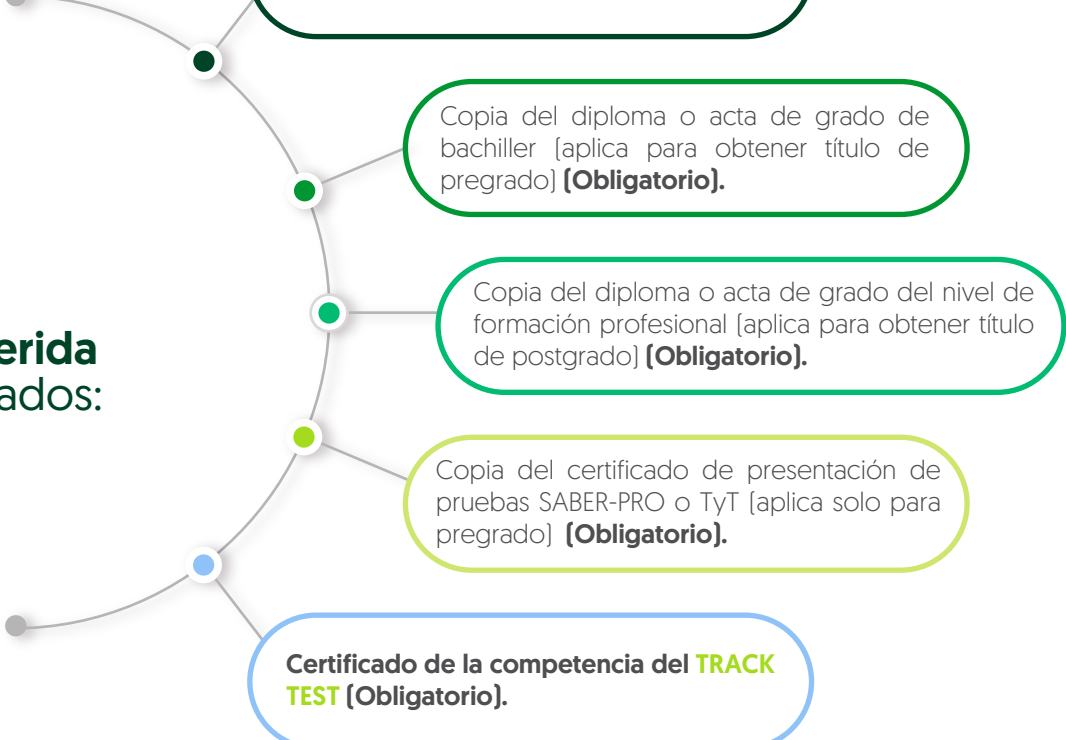 Copia del diploma o acta de grado de
bachiller (aplica para obtener título de
pregrado) (Obligatorio).
Copia del diploma o acta de grado del nivel de
formación profesional (aplica para obtener título
de postgrado) (Obligatorio).
erida
ados:
Copia del certificado de presentación de
pruebas SABER-PRO o TyT (aplica solo para
pregrado) (Obligatorio).
Certificado de la competencia del TRACK
TEST (Obligatorio).